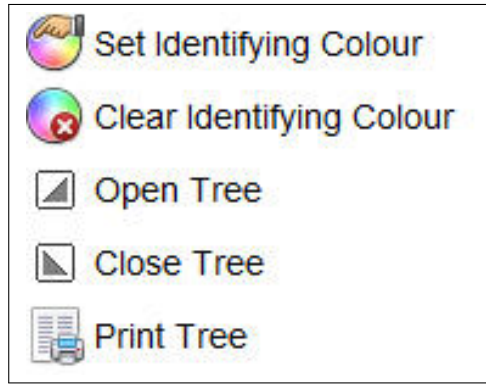 Set Identifying Colour
Clear Identifying Colour
Open Tree
Close Tree
Print Tree